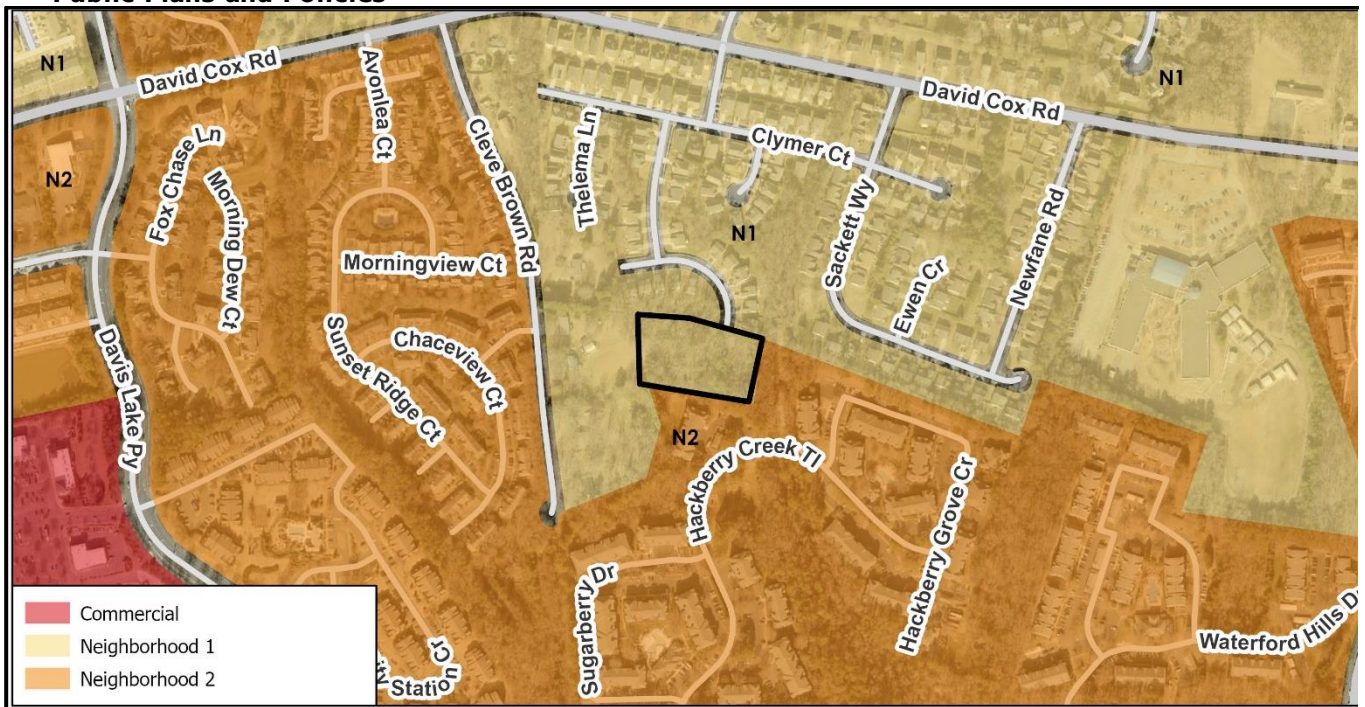 Public Plans and Policies
N1
David Cox Rd
Avonlea Ct
Cleve Brown Rd
Thelema Ln
Clymer Ct
David Cox Rd
N1
N2
Fox Chase Ln
Morning Dew Ct
Morningview Ct
N1
Sackett Wy
Ewen Cr
Newfane Rd
Davis Lake Py
Sunset Ridge Ct
Chaceview Ct
N2
Hackberry Creek Tl
Hackberry Grove Cr
Sugarberry Dr
Waterford Hills D
ity Station Cr
Commercial
Neighborhood 1
Neighborhood 2